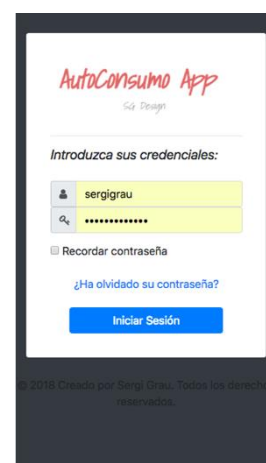 AutoConsumo App
SG Design
Introduzca sus credenciales:
sergigrau
•••••••••••••
Recordar contraseña
¿Ha olvidado su contraseña?
Iniciar Sesión
© 2018 Creado por Sergi Grau. Todos los derecho
reservados.